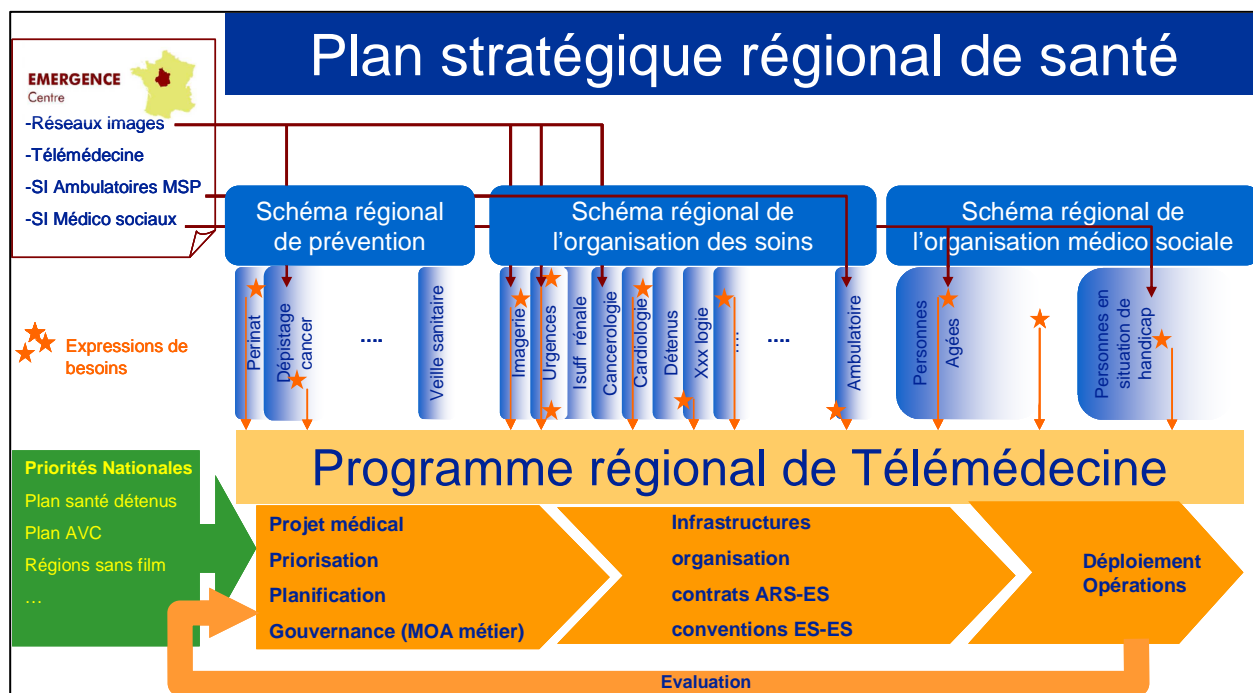 Plan stratégique régional de santé
EMERGENCE
Centre
-Réseaux images
-Télémédecine
-SI Ambulatoires MSP
-SI Médico sociaux
Schéma régional
de prévention
Schéma régional de
l'organisation des soins
Schéma régional de
l'organisation médico sociale
Expressions de
besoins
Perinat
Dépistage
cancer
....
Veille sanitaire
Imagerie
Urgences
Isuff rénale
Cancerologie
Cardiologie
Détenus
Xxx logie
.....
....
Ambulatoire
Personnes
Agées
Personnes en
situation de
handicap
Programme régional de Télémédecine
Priorités Nationales
Plan santé détenus
Plan AVC
Régions sans film
…
Projet médical
Priorisation
Planification
Gouvernance (MOA métier)
Infrastructures
organisation
contrats ARS-ES
conventions ES-ES
Déploiement
Opérations
Evaluation